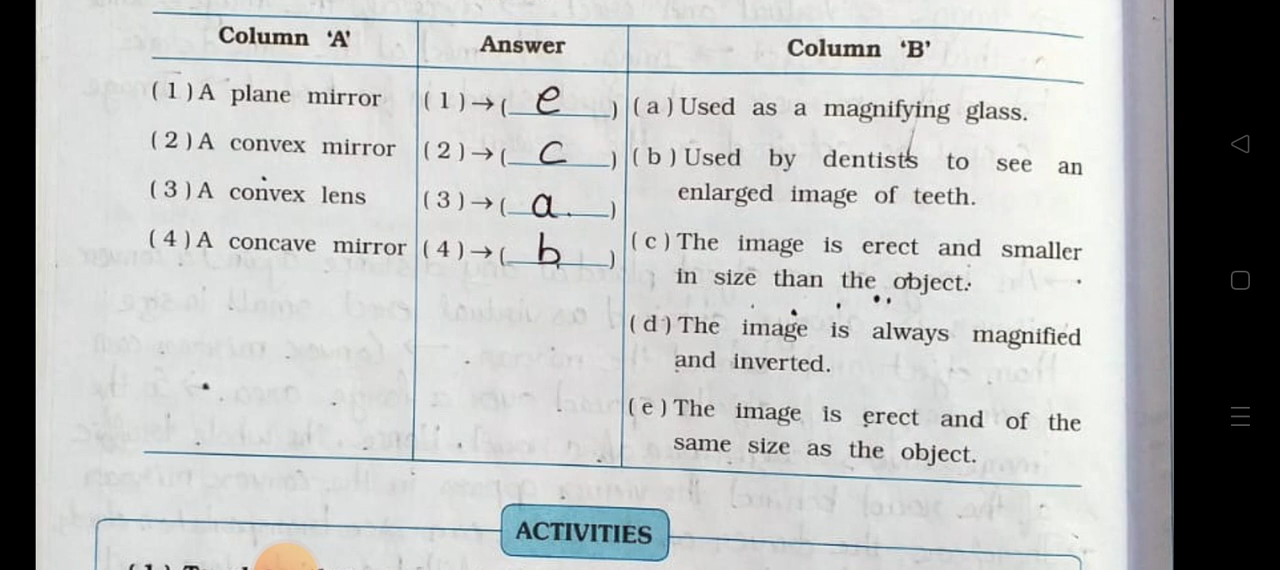 Column 'A' Answer Column 'B'
(1) A plane mirror (1)→( e ) (a) Used as a magnifying glass.
(2) A convex mirror (2)→( c ) (b) Used by dentists to see an
enlarged image of teeth.
(3) A convex lens (3)→( a. )
(4) A concave mirror (4)→( b ) (c) The image is erect and smaller
in size than the object.
(d) The image is always magnified
and inverted.
(e) The image is erect and of the
same size as the object.
ACTIVITIES